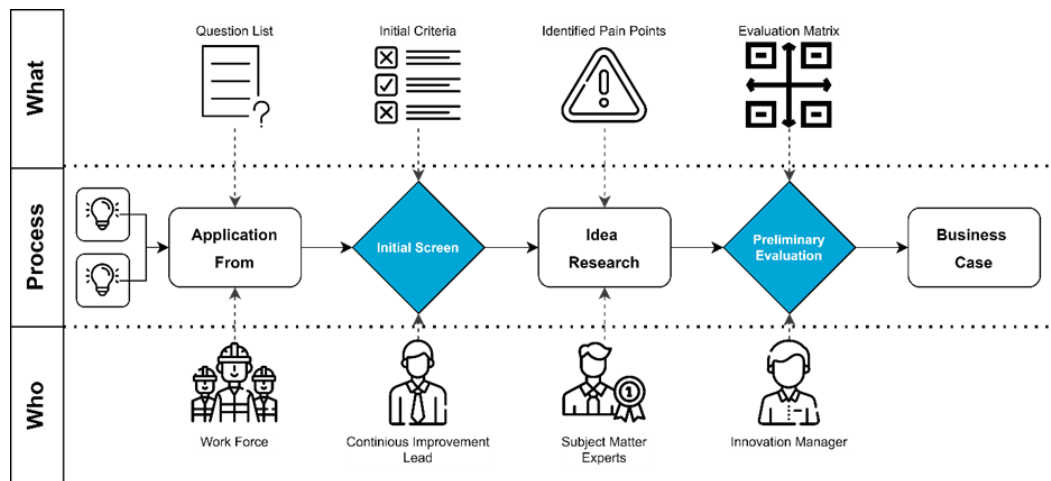 What
Question List
Initial Criteria
Identified Pain Points
Evaluation Matrix
?
Process
Application
From
Initial Screen
Idea
Research
Preliminary
Evaluation
Business
Case
Who
1
Work Force
Continious Improvement
Lead
Subject Matter
Experts
Innovation Manager